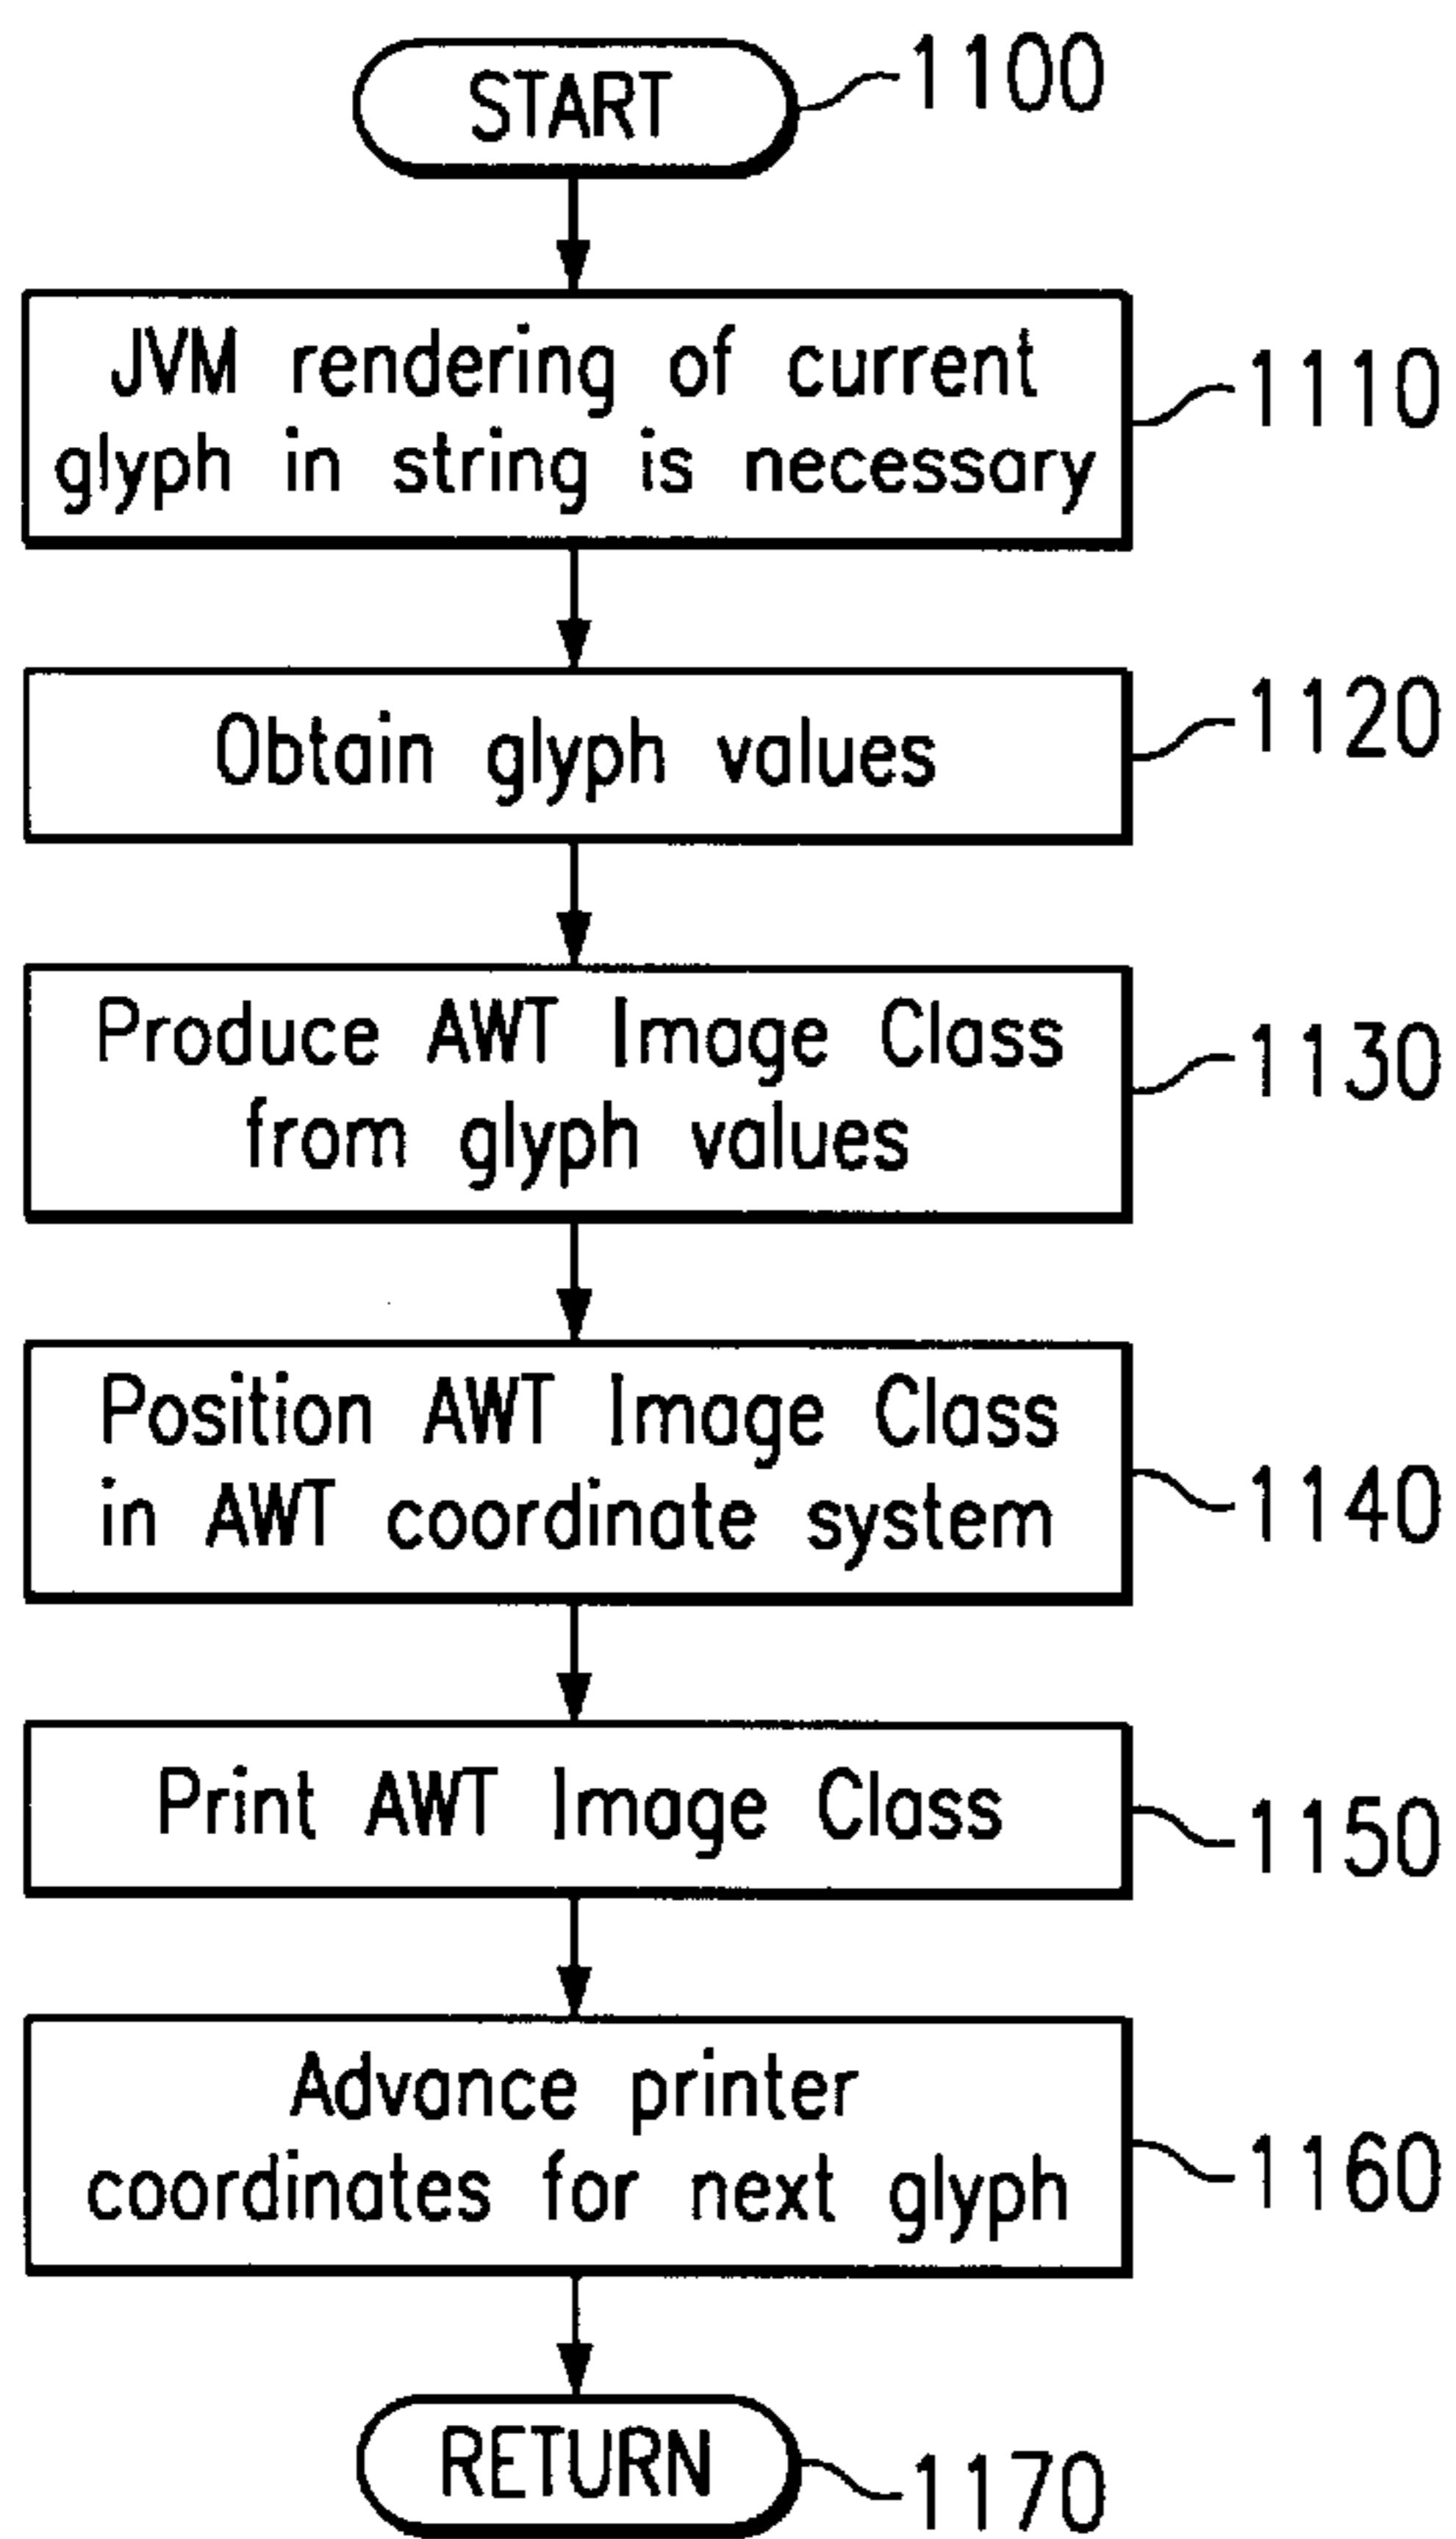 START
1100
JVM rendering of current
glyph in string is necessary
1110
Obtain glyph values
1120
Produce AWT Image Class
from glyph values
1130
Position AWT Image Class
in AWT coordinate system
1140
Print AWT Image Class
1150
Advance printer
coordinates for next glyph
1160
RETURN
1170